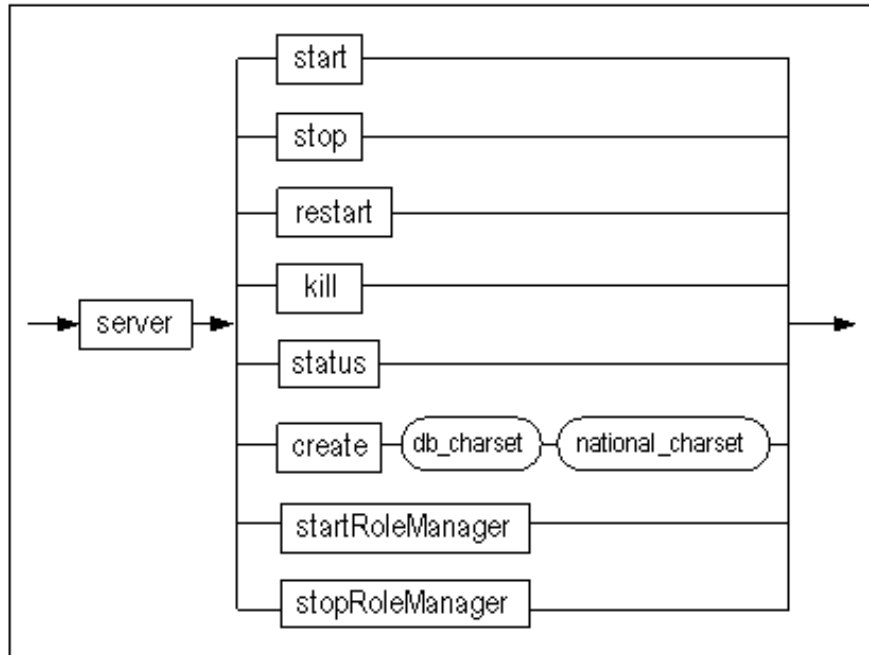 start
stop
restart
kill
server
status
create db_charset national_charset
startRoleManager
stopRoleManager